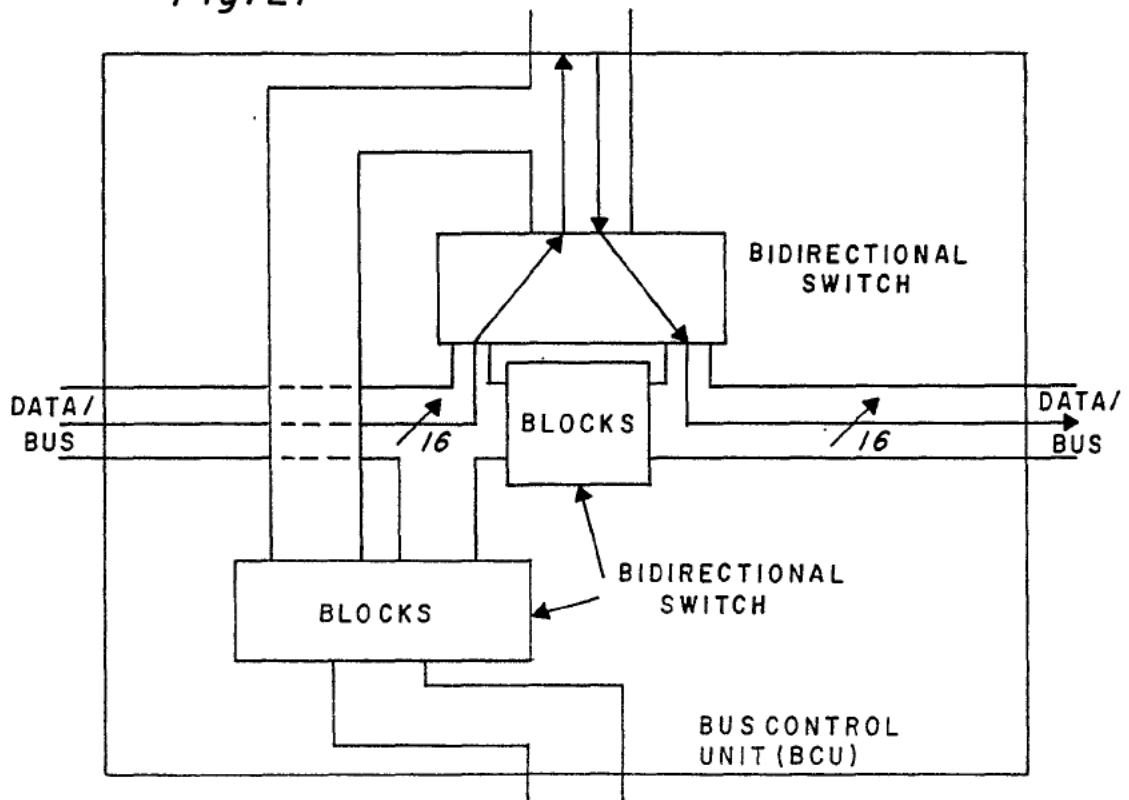 BIDIRECTIONAL
SWITCH
DATA/
BUS
16
BLOCKS
16
DATA/
BUS
BIDIRECTIONAL
SWITCH
BLOCKS
BUS CONTROL
UNIT (BCU)